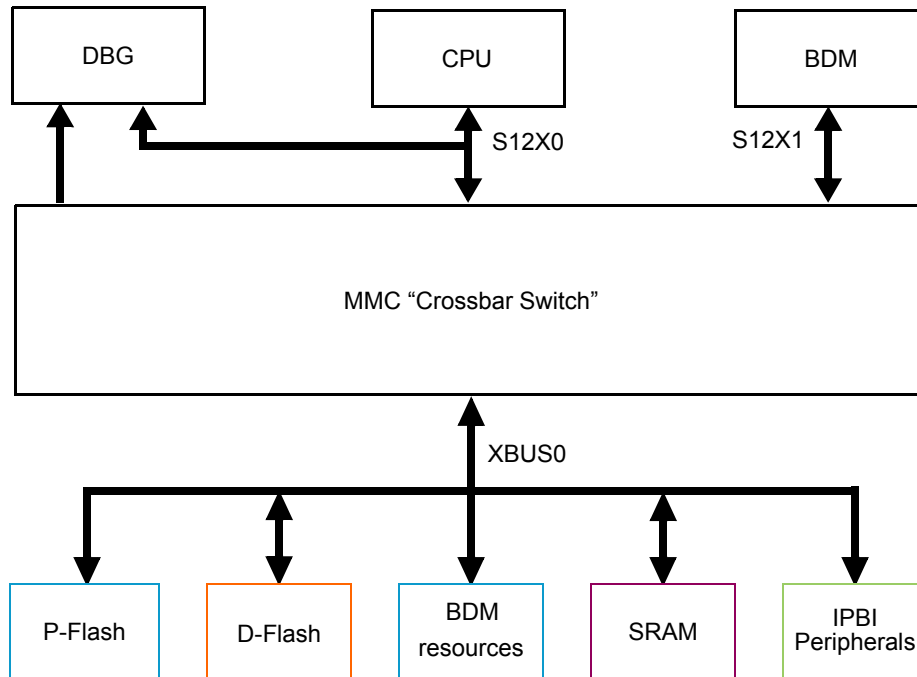 DBG
CPU
BDM
S12X0
S12X1
MMC “Crossbar Switch”
XBUS0
P-Flash
D-Flash
BDM
resources
SRAM
IPBI
Peripherals